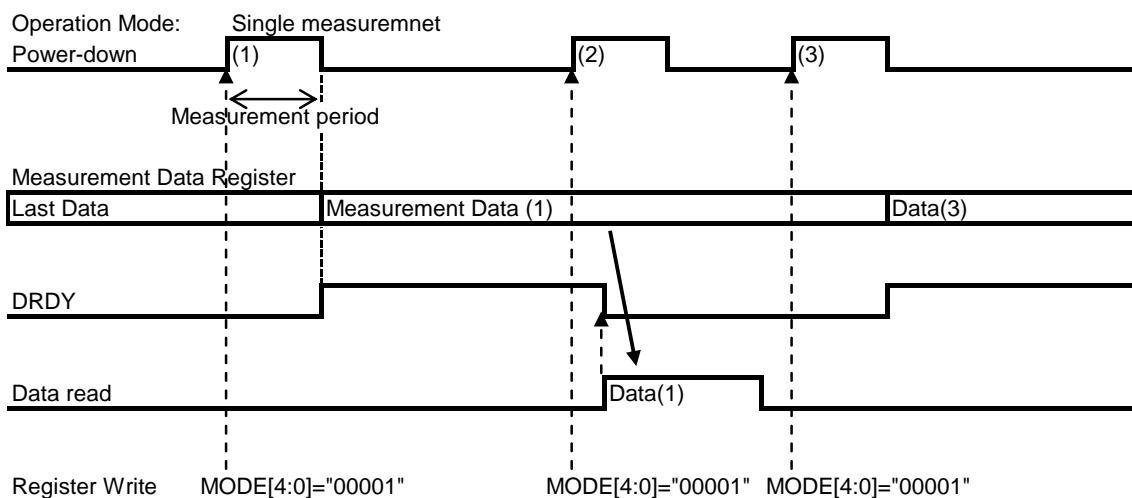 Operation Mode: Single measuremnet
Power-down (1) (2) (3)
Measurement period
Measurement Data Register
Last Data Measurement Data (1) Data(3)
DRDY
Data read Data(1)
Register Write MODE[4:0]="00001" MODE[4:0]="00001" MODE[4:0]="00001"